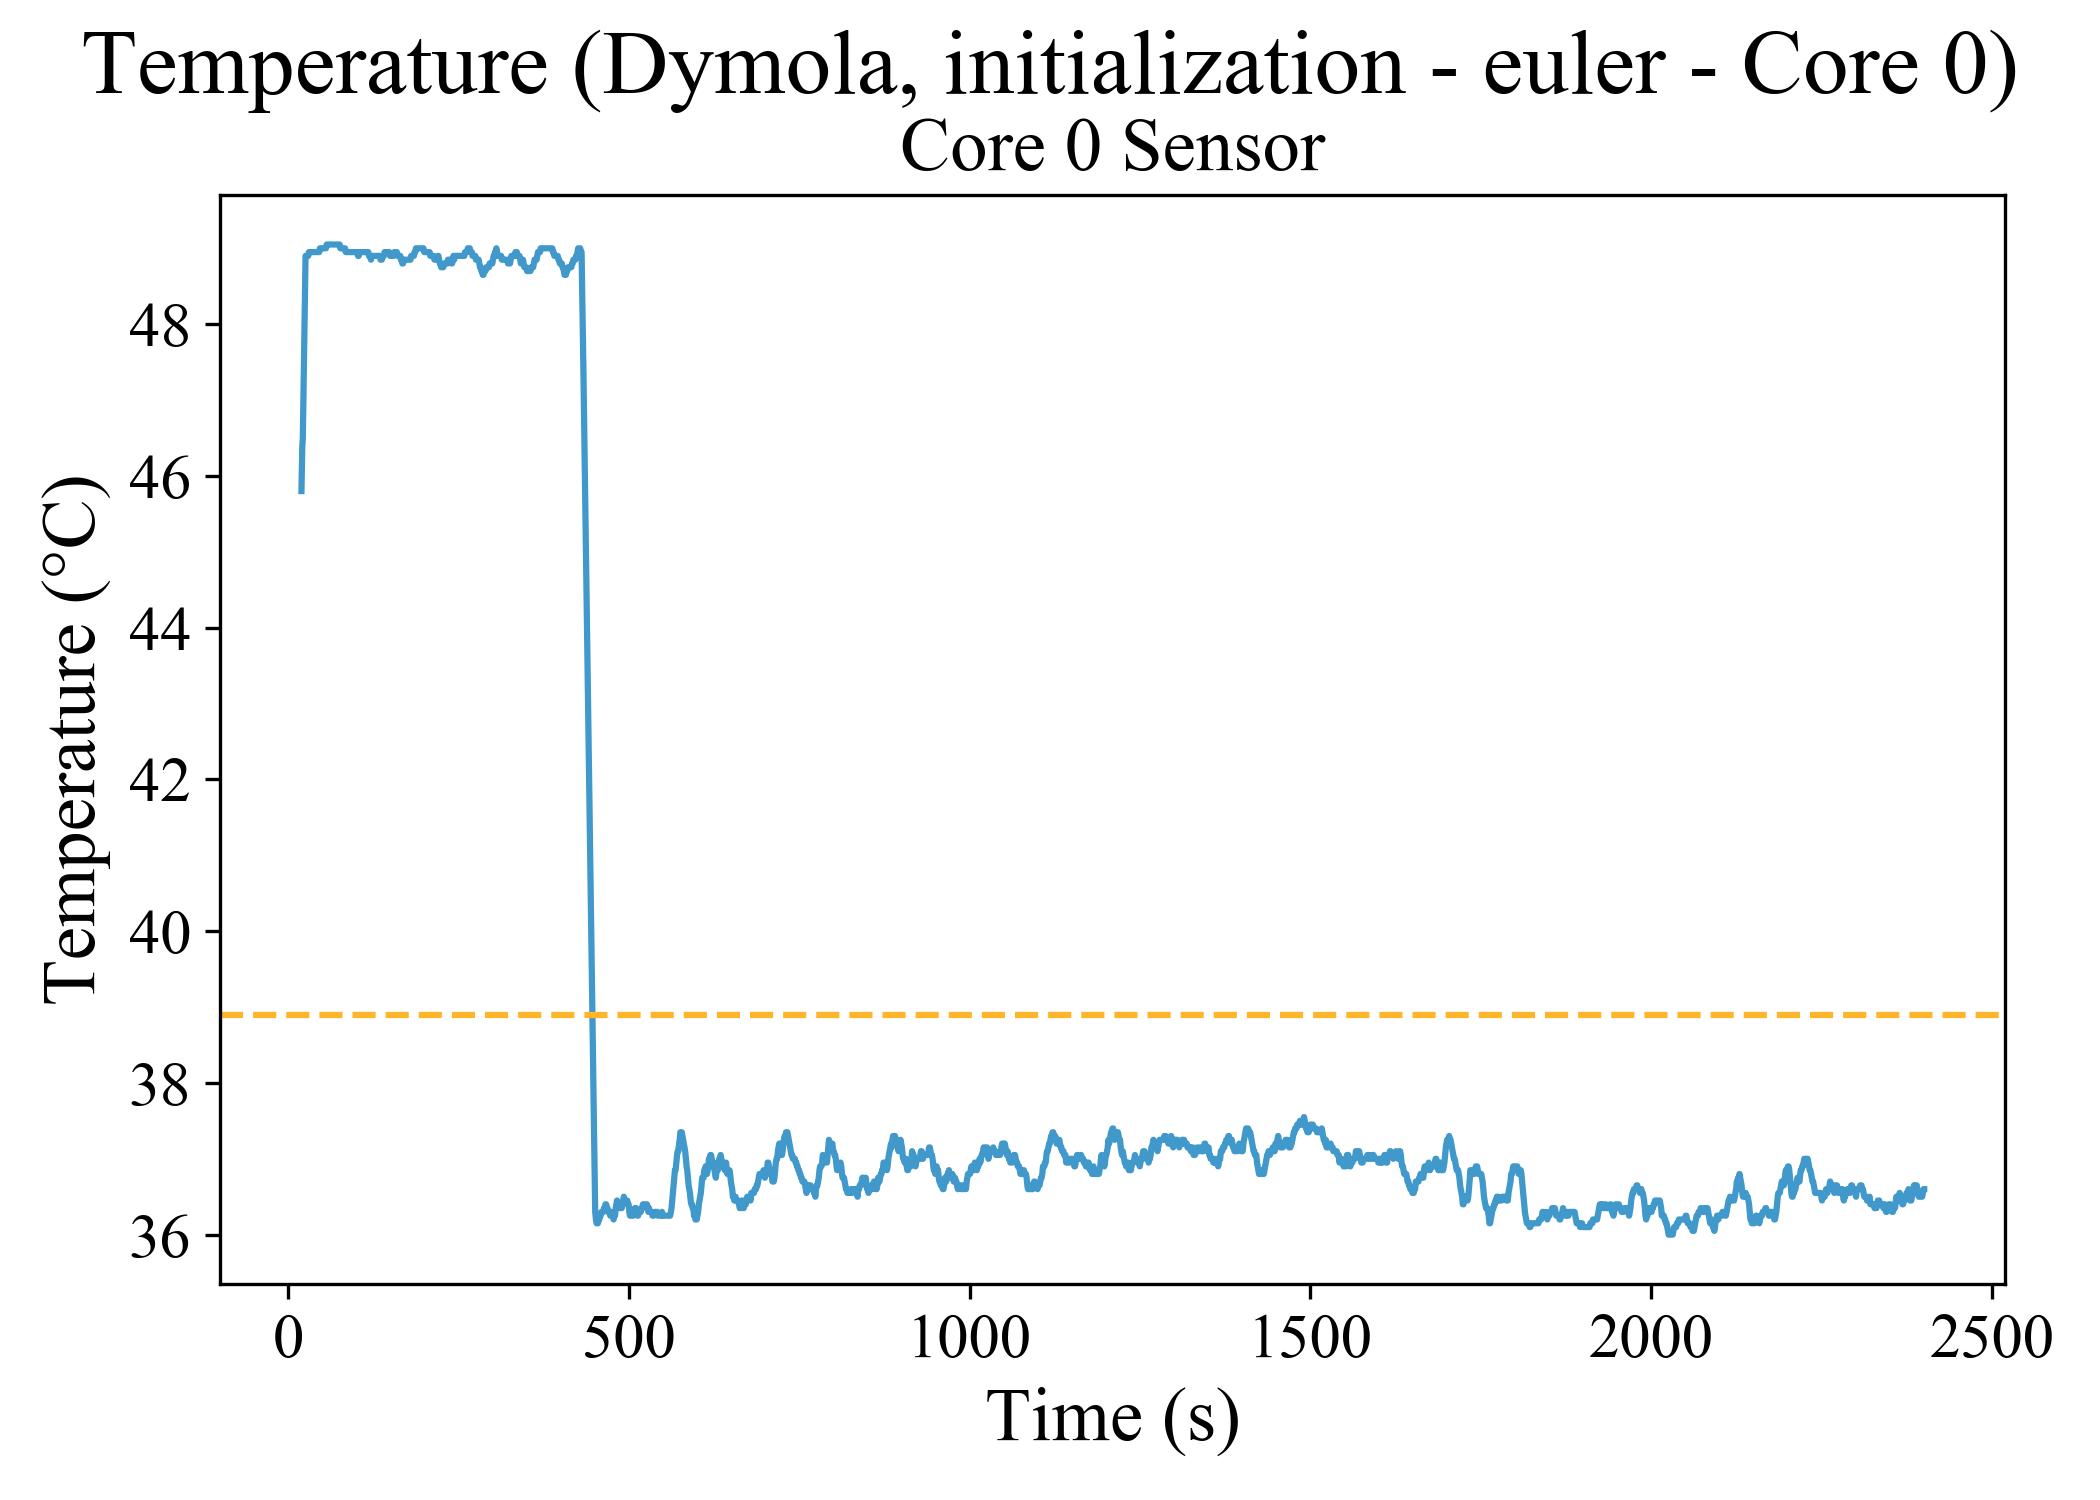 Temperature (Dymola, initialization - euler - Core 0)
Core 0 Sensor
48
46
44
42
40
38
36
Temperature (°C)
0 500 1000 1500 2000 2500
Time (s)